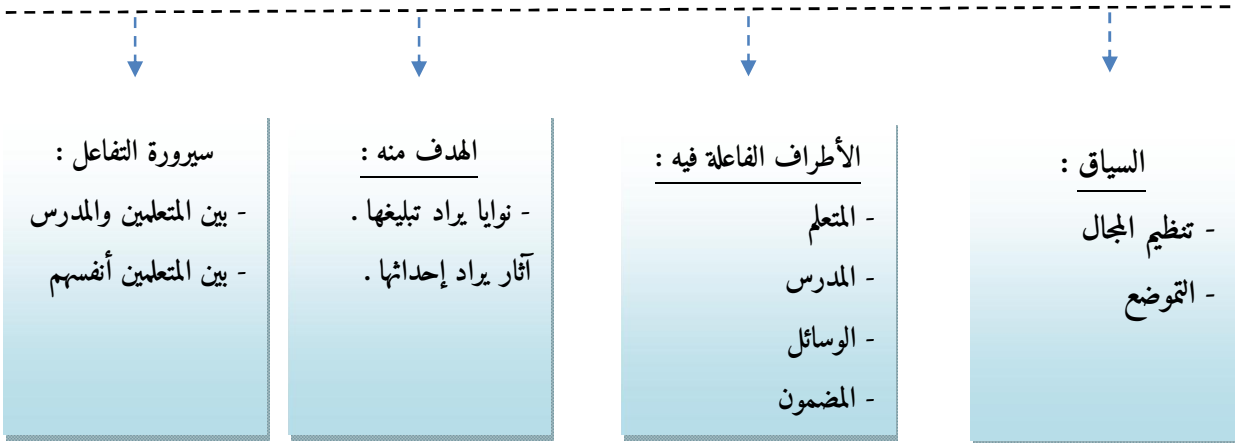 السياق :
- تنظيم المجال
- التموضع
الأطراف الفاعلة فيه :
- المتعلم
- المدرس
- الوسائل
- المضمون
الهدف منه :
- نوايا يراد تبليغها .
آثار يراد إحداثها .
سيرورة التفاعل :
- بين المتعلمين والمدرس
- بين المتعلمين أنفسهم